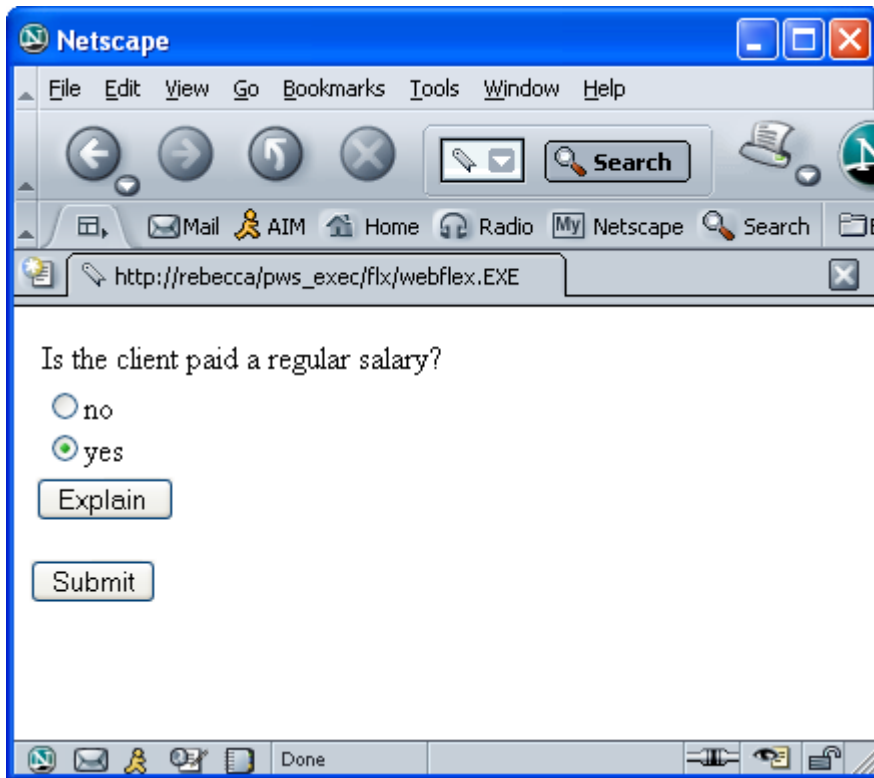 Netscape
File Edit View Go Bookmarks Tools Window Help
Search
Mail AIM Home Radio My Netscape Search
http://rebecca/pws_exec/flx/webflex.EXE
Is the client paid a regular salary?
no
yes
Explain
Submit
Done